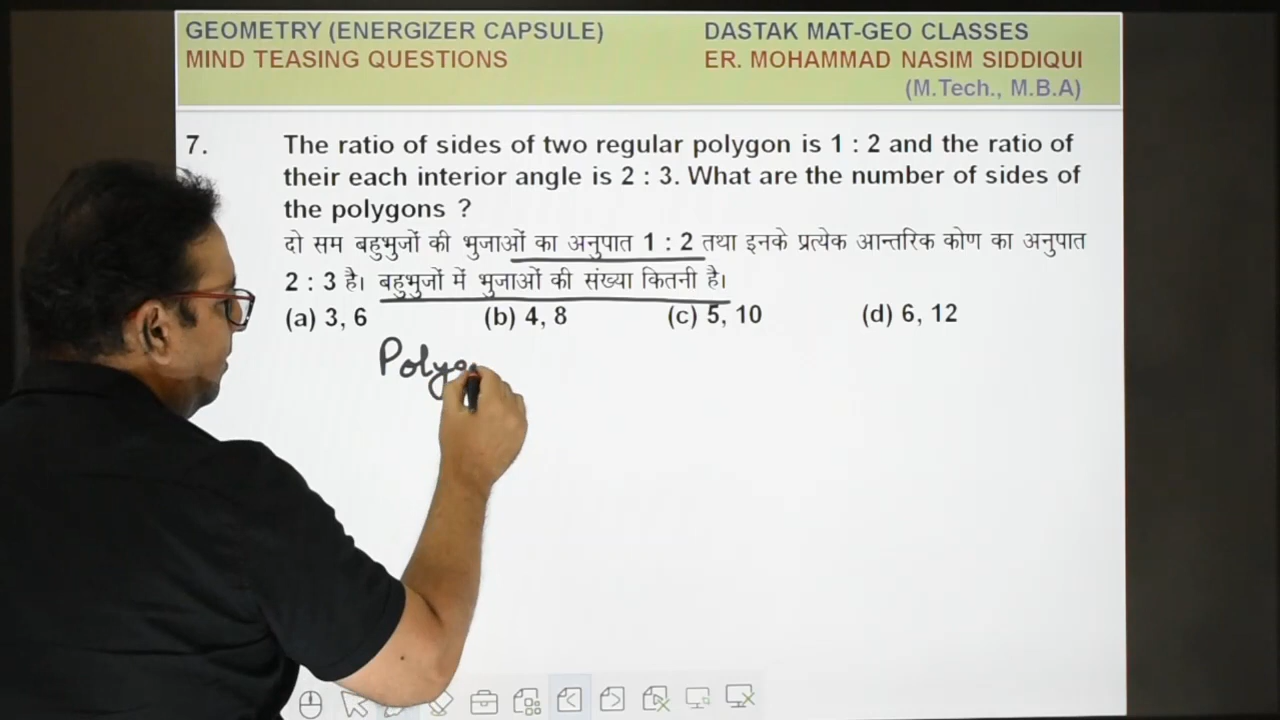 GEOMETRY (ENERGIZER CAPSULE) DASTAK MAT-GEO CLASSES
MIND TEASING QUESTIONS ER. MOHAMMAD NASIM SIDDIQUI
(M.Tech., M.B.A)
7. The ratio of sides of two regular polygon is 1 : 2 and the ratio of
their each interior angle is 2 : 3. What are the number of sides of
the polygons ?
दो सम बहुभुजों की भुजाओं का अनुपात 1 : 2 तथा इनके प्रत्येक आन्तरिक कोण का अनुपात
2 : 3 है। बहुभुजों में भुजाओं की संख्या कितनी है।
(a) 3, 6 (b) 4, 8 (c) 5, 10 (d) 6, 12
Polygo